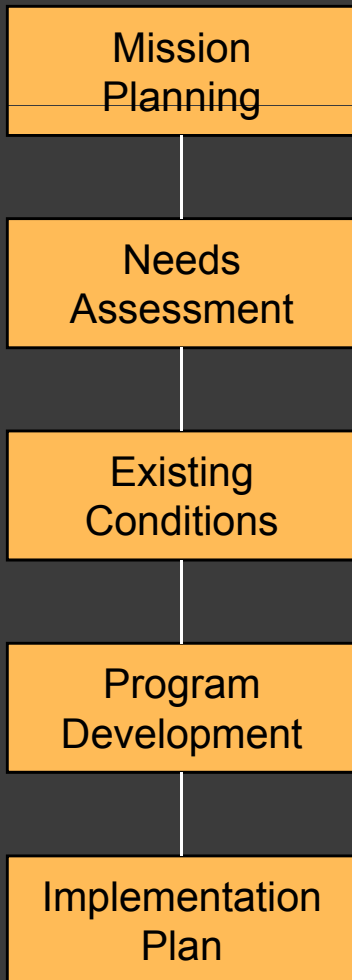 Mission
Planning
Needs
Assessment
Existing
Conditions
Program
Development
Implementation
Plan